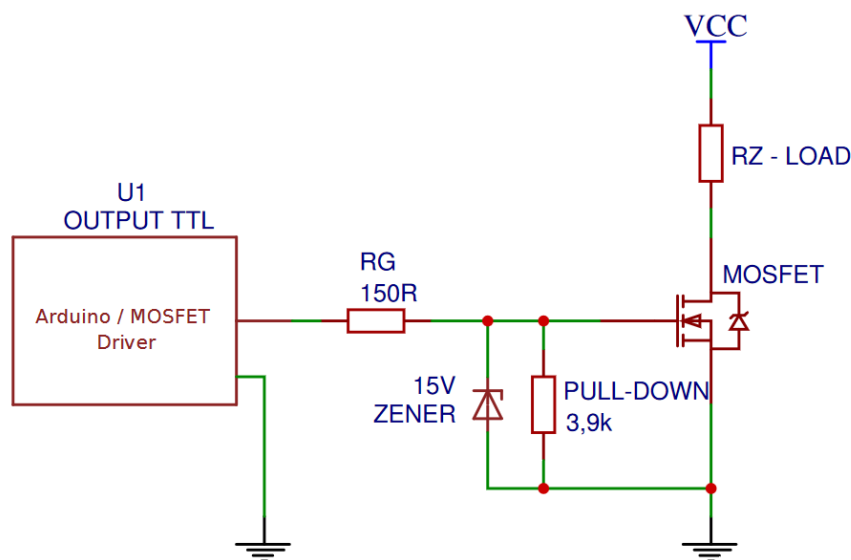 VCC
RZ - LOAD
U1
OUTPUT TTL
Arduino / MOSFET
Driver
RG
150R
MOSFET
15V
ZENER
PULL-DOWN
3,9k